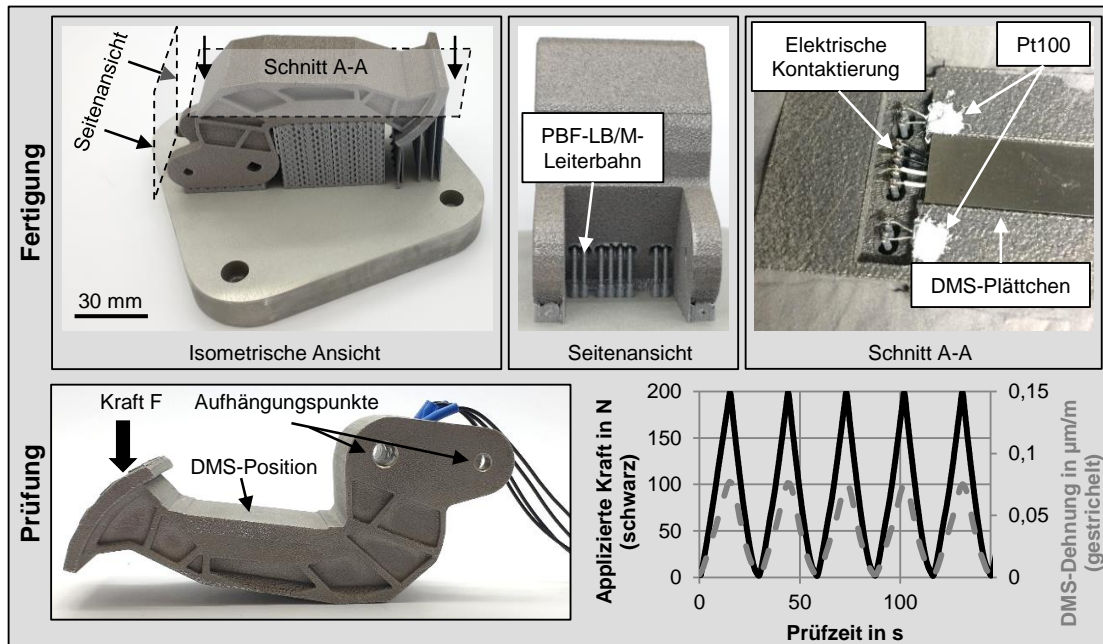 Fertigung
Seitenansicht
Schnitt A-A
30 mm
Isometrische Ansicht
PBF-LB/M-
Leiterbahn
Seitenansicht
Elektrische
Kontaktierung
Pt100
DMS-Plättchen
Schnitt A-A
Prüfung
Kraft F
Aufhängungspunkte
DMS-Position
Applizierte Kraft in N
(schwarz)
200
150
100
50
0
0,15
0,1
0,05
0
DMS-Dehnung in µm/m
(gestrichelt)
0
50
100
Prüfzeit in s